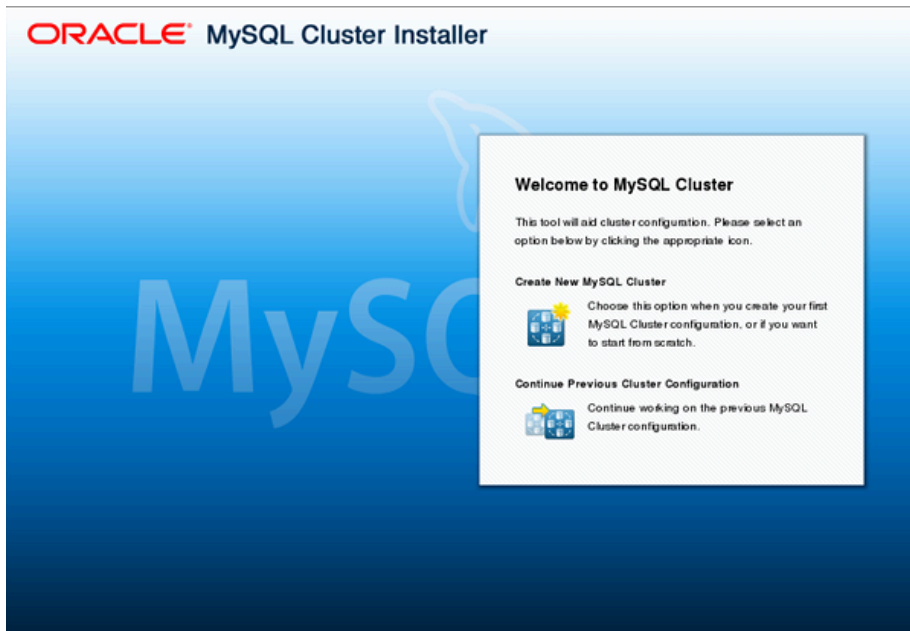 ORACLE® MySQL Cluster Installer
MySQ
Welcome to MySQL Cluster
This tool will aid cluster configuration. Please select an
option below by clicking the appropriate icon.
Create New MySQL Cluster
Choose this option when you create your first
MySQL Cluster configuration, or if you want
to start from scratch.
Continue Previous Cluster Configuration
Continue working on the previous MySQL
Cluster configuration.